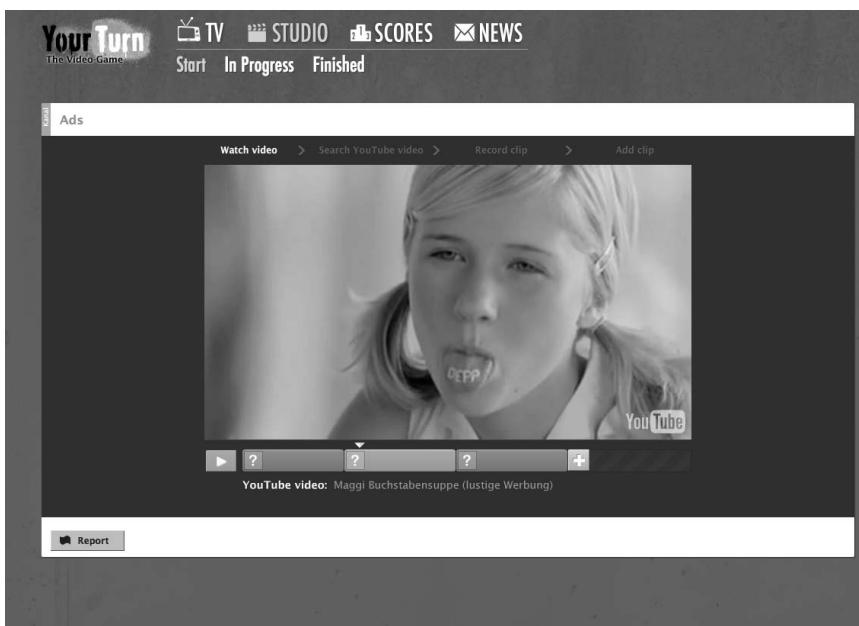 Your Turn
The Video Game
TV STUDIO SCORES NEWS
Start In Progress Finished
Kanal
Ads
Watch video > Search YouTube video > Record clip > Add clip
DEPP
YouTube
? ? ? +
YouTube video: Maggi Buchstabensuppe (lustige Werbung)
Report